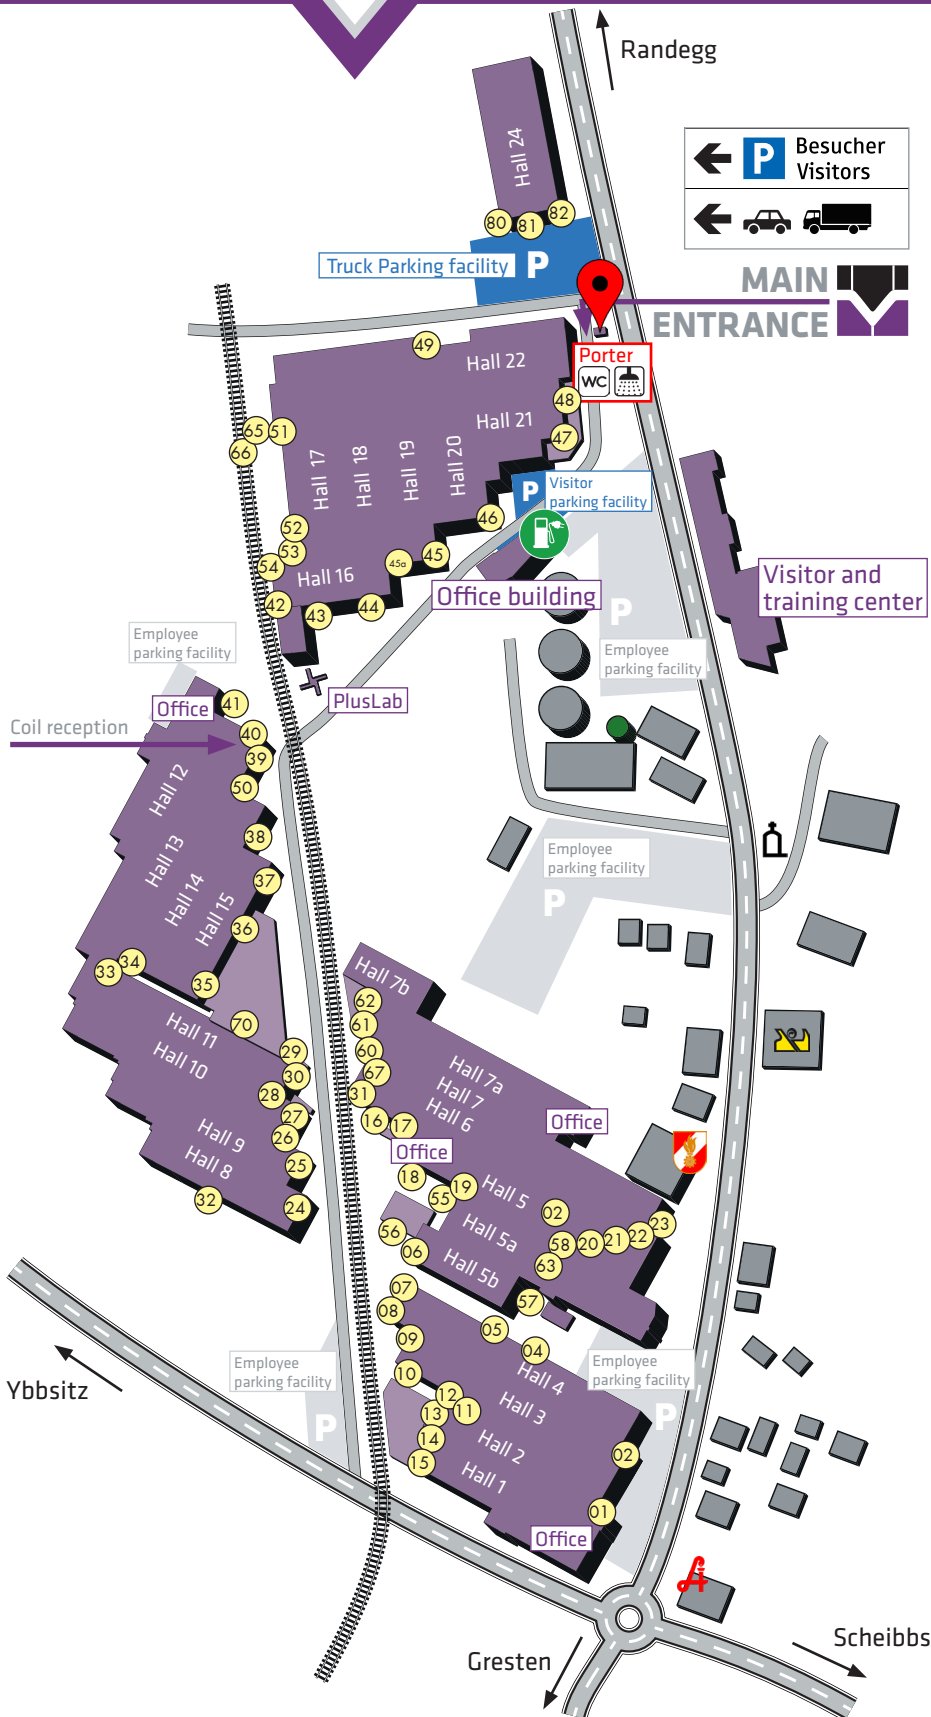 Randegg
P Besucher
Visitors
Hall 24
80
81
82
Truck Parking facility
P
MAIN
ENTRANCE
Porter
WC
49
Hall 22
48
Hall 21
47
65
51
66
Hall 17
Hall 18
Hall 19
Hall 20
P
Visitor
parking facility
46
52
53
54
45a
45
Hall 16
42
43
44
Office building
P
Visitor and
training center
Employee
parking facility
Employee
parking facility
Office
41
PlusLab
Coil reception
40
39
50
Hall 12
38
Hall 13
Hall 14
Hall 15
37
36
Employee
parking facility
P
33
34
35
Hall 7b
62
61
70
Hall 11
Hall 10
29
30
28
60
67
31
Hall 7a
Hall 7
Hall 6
27
26
25
16
17
Office
Office
Hall 9
Hall 8
32
24
18
55
19
Hall 5
02
Hall 5a
58
20
21
22
23
63
56
06
Hall 5b
57
07
08
09
05
04
10
Hall 4
Employee
parking facility
P
Employee
parking facility
P
12
13
11
Hall 3
14
15
Hall 2
Hall 1
02
01
Office
Ybbsitz
Gresten
Scheibbs